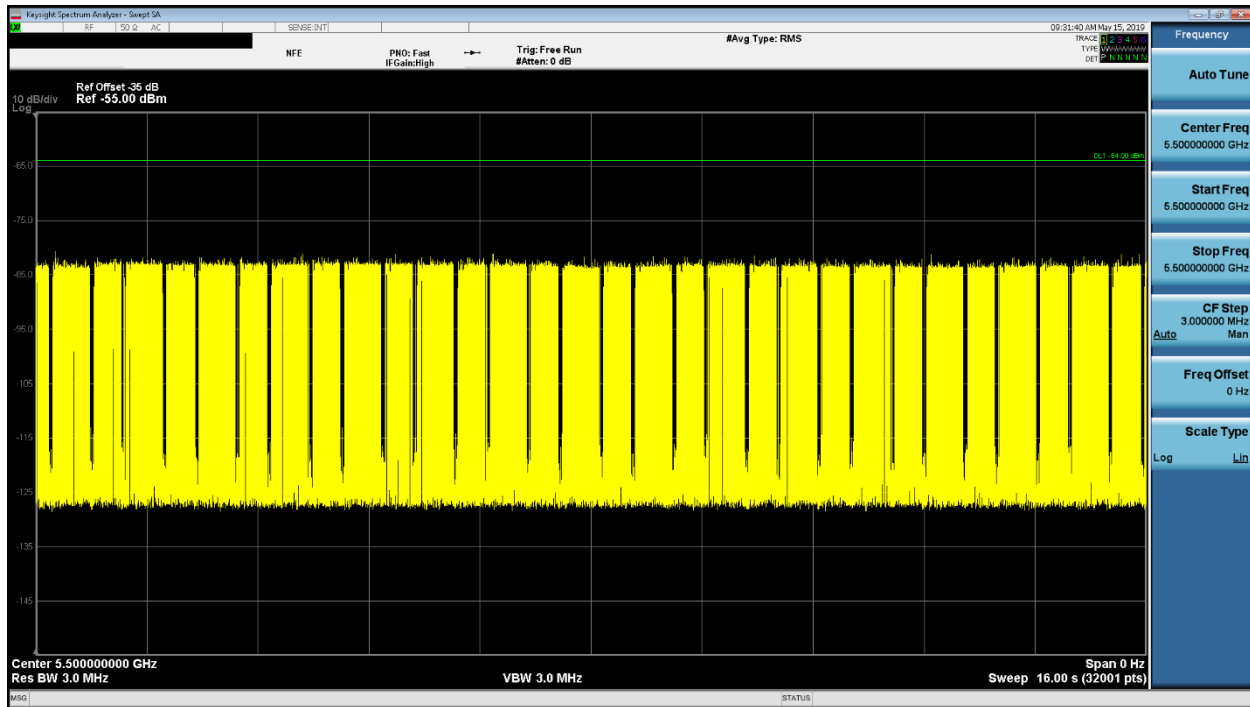 Keysight Spectrum Analyzer - Swept SA
RF 50 Ω AC SENSE:INT 09:31:40 AM May 15, 2019
#Avg Type: RMS
TRACE 1 2 3 4 5 6
NFE PNO: Fast Trig: Free Run TYPE
IFGain:High #Atten: 0 dB DET P N N N N N
Ref Offset -35 dB
10 dB/div Ref -55.00 dBm
Log
DL1 -64.00 dBm
-65.0
-75.0
-85.0
-95.0
-105
-115
-125
-135
-145
Center 5.500000000 GHz Span 0 Hz
Res BW 3.0 MHz VBW 3.0 MHz Sweep 16.00 s (32001 pts)
MSG STATUS
Frequency
Auto Tune
Center Freq
5.500000000 GHz
Start Freq
5.500000000 GHz
Stop Freq
5.500000000 GHz
CF Step
3.000000 MHz
Auto Man
Freq Offset
0 Hz
Scale Type
Log Lin